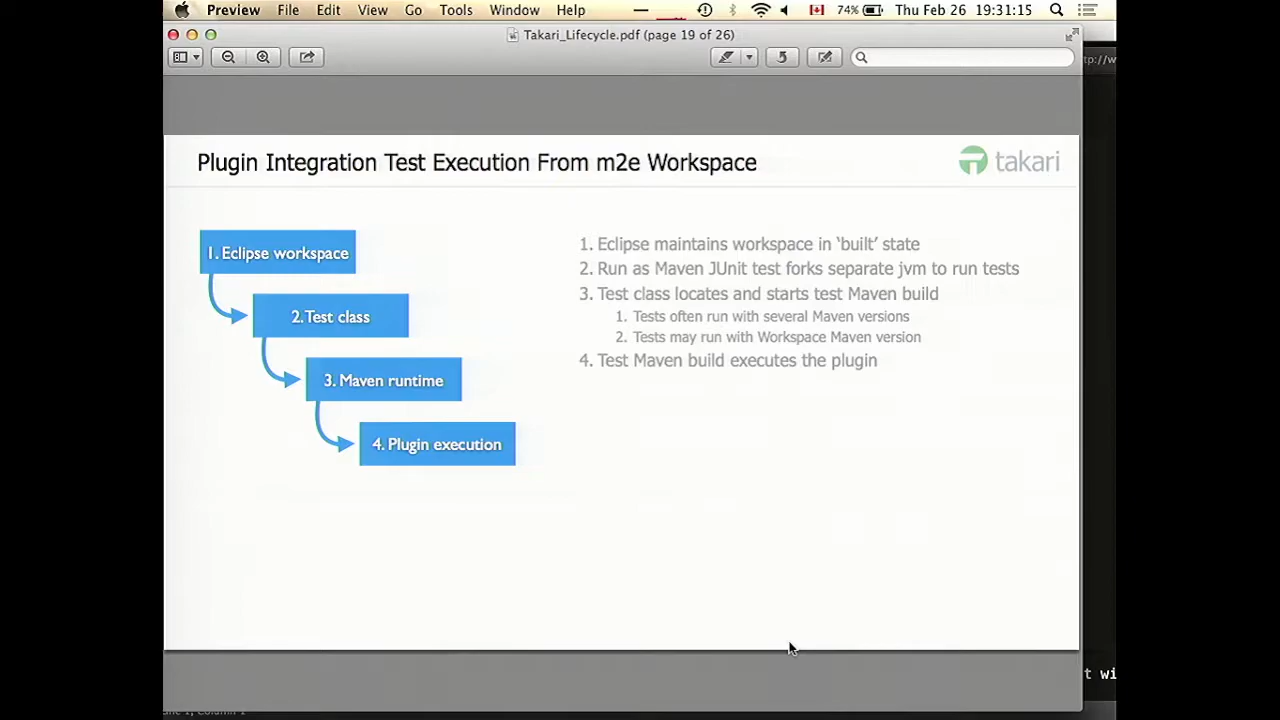 Preview File Edit View Go Tools Window Help 74% Thu Feb 26 19:31:15
Takari_Lifecycle.pdf (page 19 of 26)
Plugin Integration Test Execution From m2e Workspace
takari
1. Eclipse workspace
2. Test class
3. Maven runtime
4. Plugin execution
1. Eclipse maintains workspace in ‘built’ state
2. Run as Maven JUnit test forks separate jvm to run tests
3. Test class locates and starts test Maven build
1. Tests often run with several Maven versions
2. Tests may run with Workspace Maven version
4. Test Maven build executes the plugin